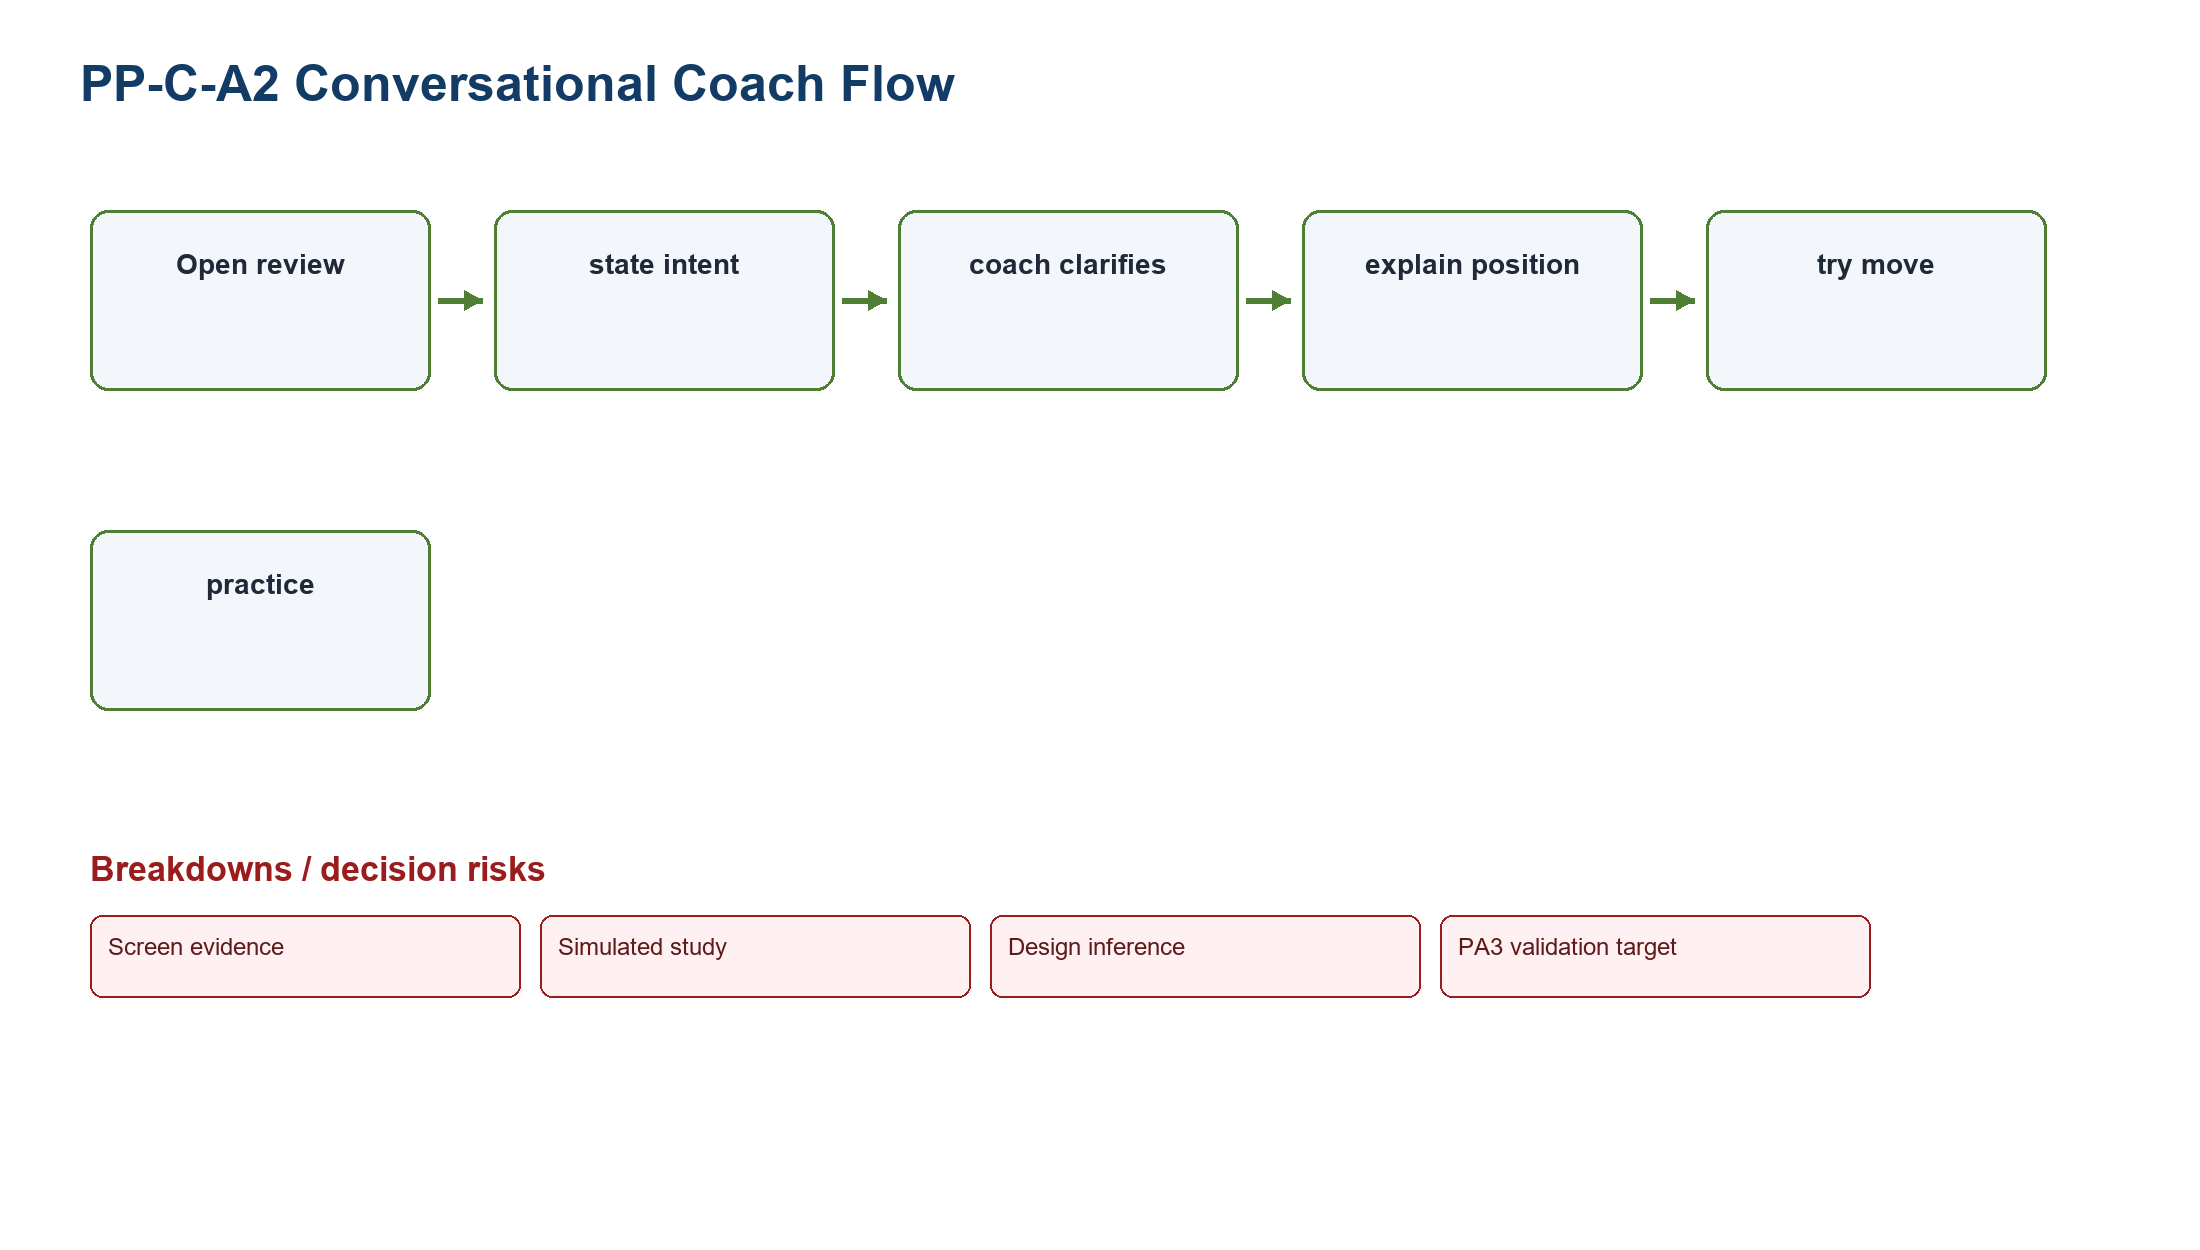 PP-C-A2 Conversational Coach Flow
Open review
state intent
coach clarifies
explain position
try move
practice
Breakdowns / decision risks
Screen evidence
Simulated study
Design inference
PA3 validation target